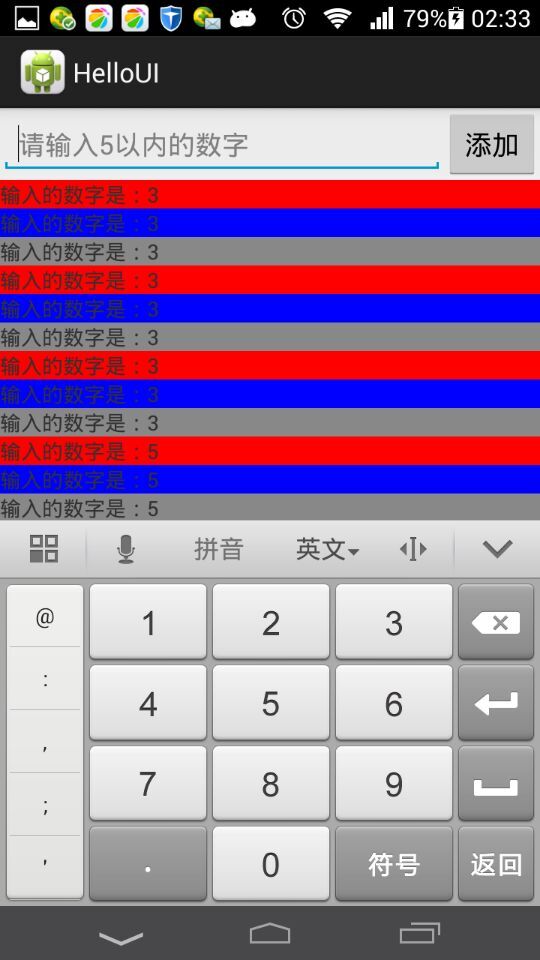 79% 02:33
HelloUI
请输入5以内的数字 添加
输入的数字是：3
输入的数字是：3
输入的数字是：3
输入的数字是：3
输入的数字是：3
输入的数字是：3
输入的数字是：3
输入的数字是：3
输入的数字是：3
输入的数字是：5
输入的数字是：5
输入的数字是：5
拼音 英文
@ 1 2 3
:
4 5 6
,
7 8 9
;
' . 0 符号 返回